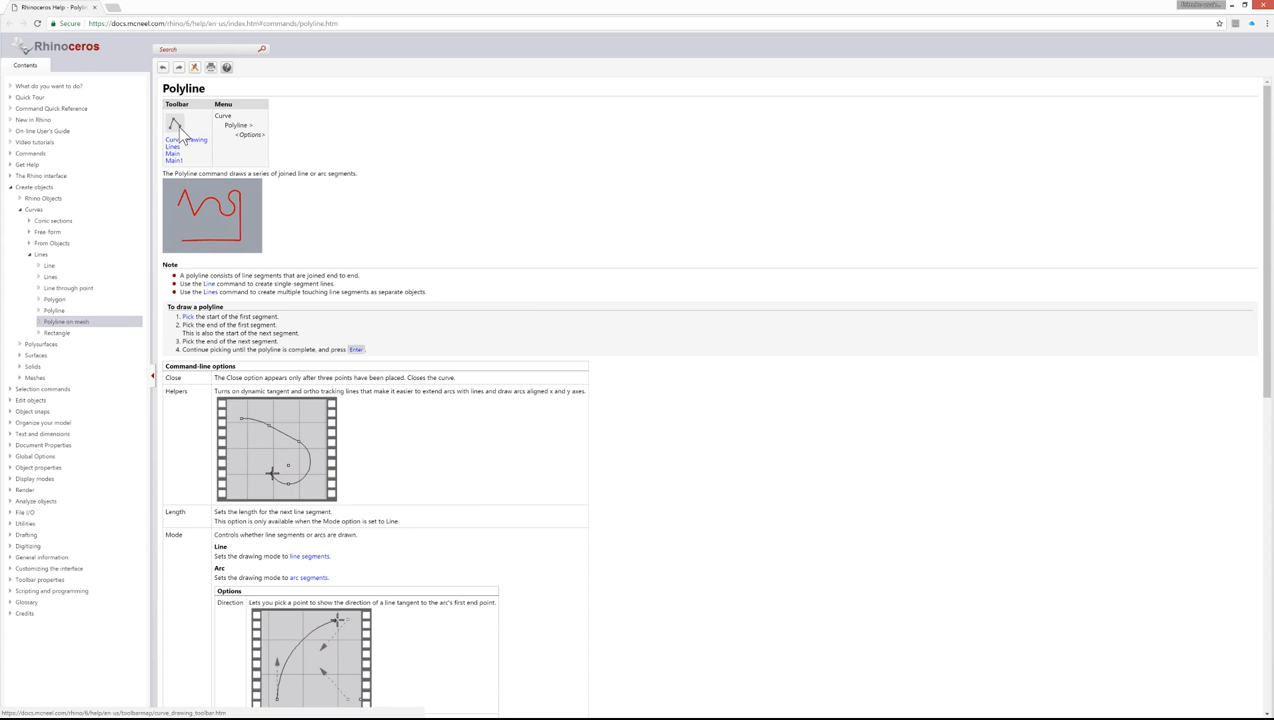 Rhinoceros Help - Polylin
Secure
https://docs.mcneel.com/rhino/6/help/en-us/index.htm#commands/polyline.htm
Rhinoceros
Search
Contents
What do you want to do?
Quick Tour
Command Quick Reference
New in Rhino
On-line User's Guide
Video tutorials
Commands
Get Help
The Rhino interface
Create objects
Rhino Objects
Curves
Conic sections
Free form
From Objects
Lines
Line
Lines
Line through point
Polygon
Polyline
Polyline on mesh
Rectangle
Polysurfaces
Surfaces
Solids
Meshes
Selection commands
Edit objects
Object snaps
Organize your model
Text and dimensions
Document Properties
Global Options
Object properties
Display modes
Render
Analyze objects
File I/O
Utilities
Drafting
Digitizing
General information
Customizing the interface
Toolbar properties
Scripting and programming
Glossary
Credits
Polyline
Toolbar Menu
Curve
Polyline >
<Options>
Lines
Main
Main1
The Polyline command draws a series of joined line or arc segments.
Note
A polyline consists of line segments that are joined end to end.
Use the Line command to create single-segment lines.
Use the Lines command to create multiple touching line segments as separate objects.
To draw a polyline
1. Pick the start of the first segment.
2. Pick the end of the first segment.
This is also the start of the next segment.
3. Pick the end of the next segment.
4. Continue picking until the polyline is complete, and press Enter.
Command-line options
Close The Close option appears only after three points have been placed. Closes the curve.
Helpers Turns on dynamic tangent and ortho tracking lines that make it easier to extend arcs with lines and draw arcs aligned x and y axes.
Length Sets the length for the next line segment.
This option is only available when the Mode option is set to Line.
Mode Controls whether line segments or arcs are drawn.
Line
Sets the drawing mode to line segments.
Arc
Sets the drawing mode to arc segments.
Options
Direction Lets you pick a point to show the direction of a line tangent to the arc's first end point.
https://docs.mcneel.com/rhino/6/help/en-us/toolbarmap/curve_drawing_toolbar.htm